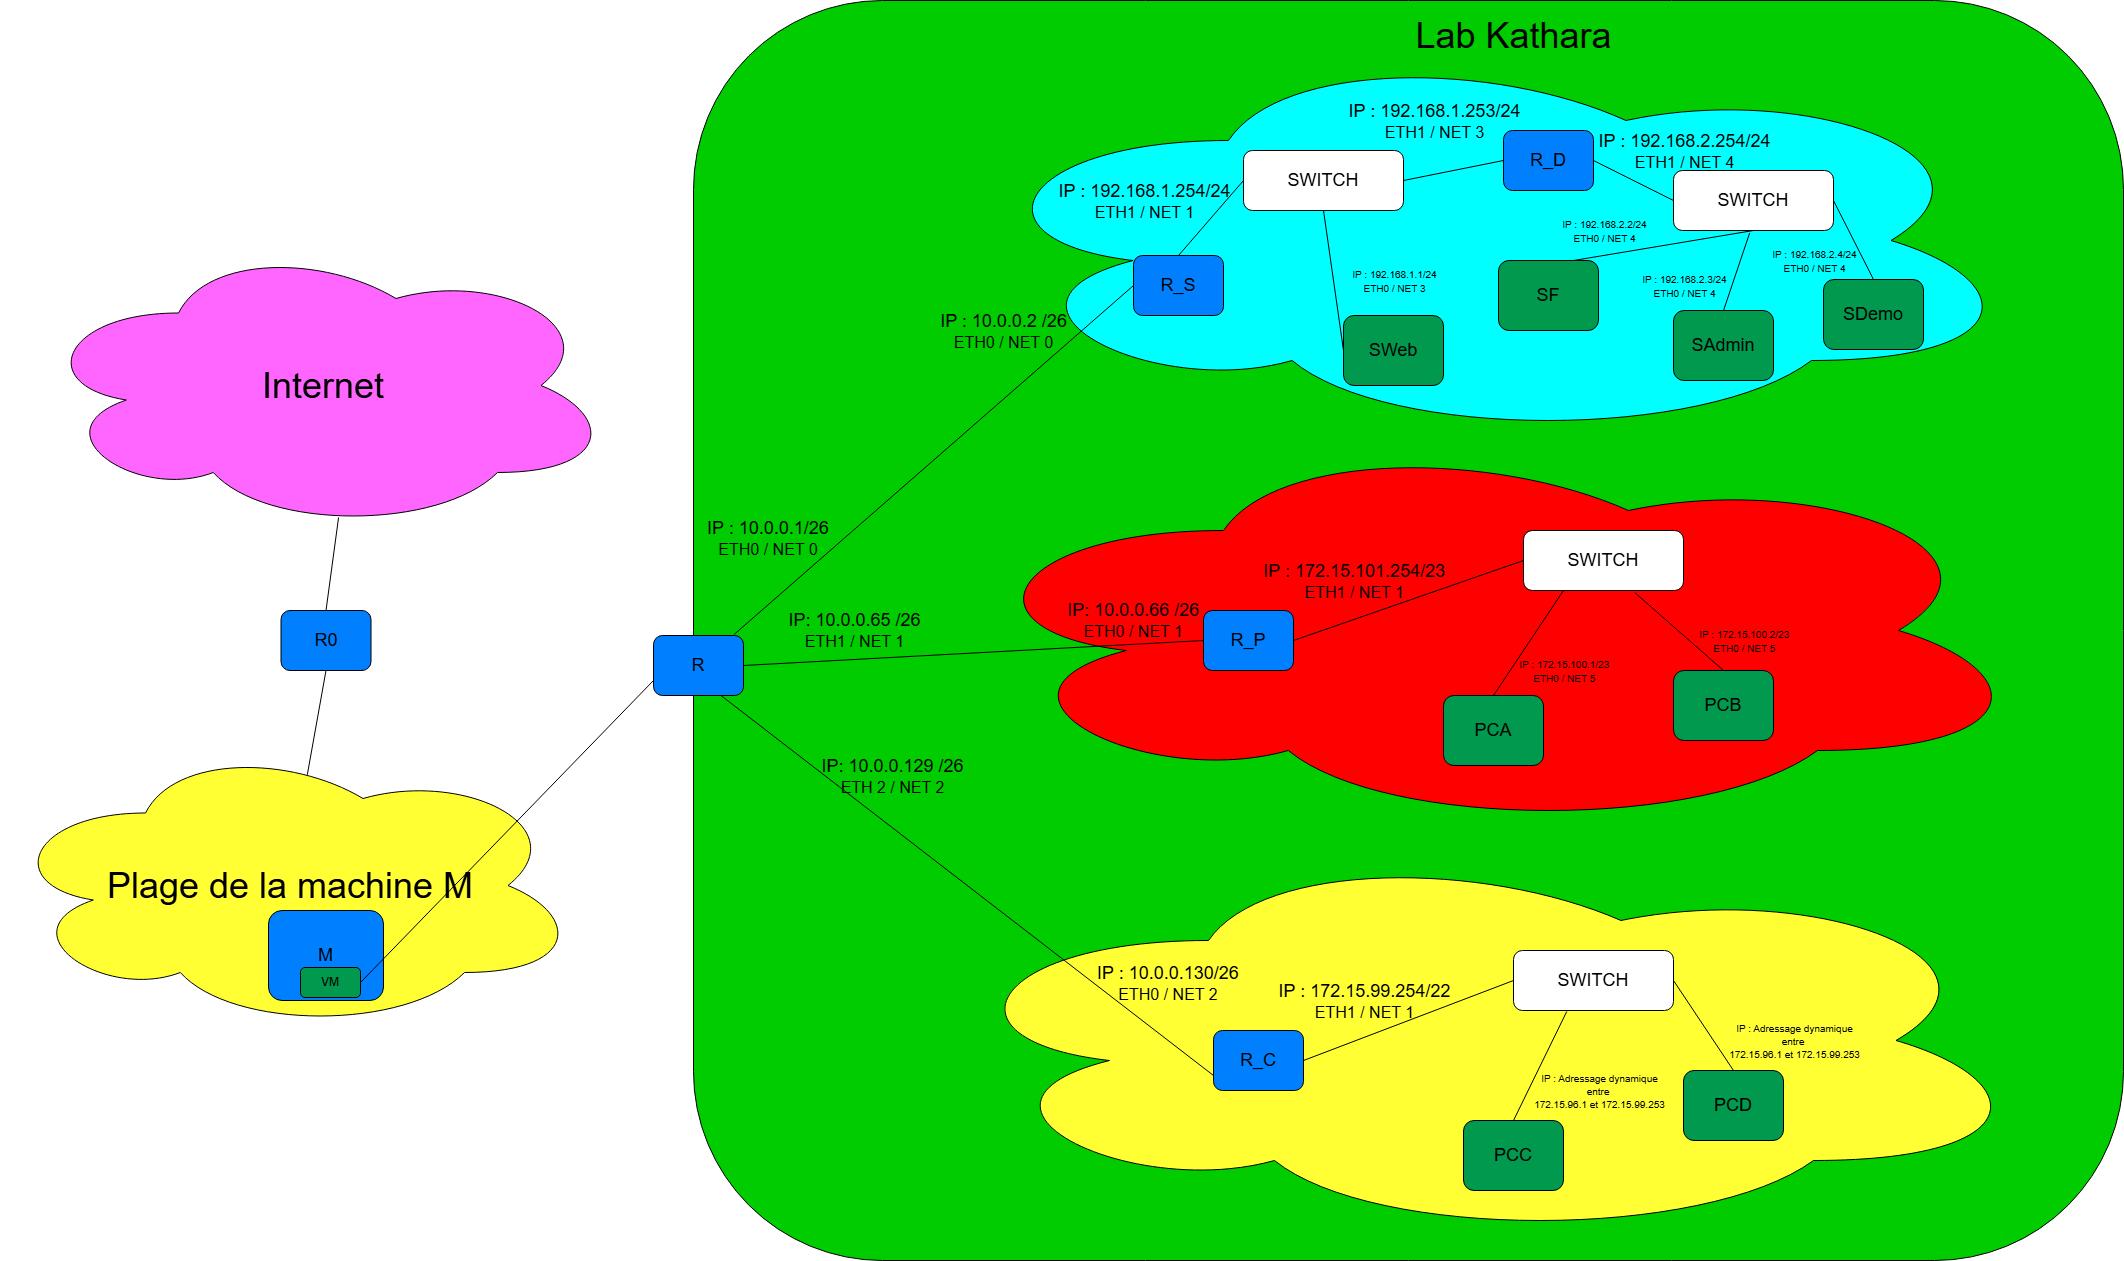 Lab Kathara
IP : 192.168.1.253/24
ETH1 / NET 3
R_D
IP : 192.168.2.254/24
ETH1 / NET 4
SWITCH
SWITCH
IP : 192.168.1.254/24
ETH1 / NET 1
IP : 192.168.2.2/24
ETH0 / NET 4
IP : 192.168.2.4/24
ETH0 / NET 4
R_S
IP : 192.168.1.1/24
ETH0 / NET 3
SF
IP : 192.168.2.3/24
ETH0 / NET 4
SDemo
SWeb
SAdmin
IP : 10.0.0.2 /26
ETH0 / NET 0
Internet
IP : 10.0.0.1/26
ETH0 / NET 0
R0
R
IP: 10.0.0.65 /26
ETH1 / NET 1
IP: 10.0.0.66 /26
ETH0 / NET 1
R_P
IP : 172.15.101.254/23
ETH1 / NET 1
SWITCH
IP : 172.15.100.1/23
ETH0 / NET 5
IP : 172.15.100.2/23
ETH0 / NET 5
PCA
PCB
IP: 10.0.0.129 /26
ETH 2 / NET 2
Plage de la machine M
M
VM
IP : 10.0.0.130/26
ETH0 / NET 2
R_C
IP : 172.15.99.254/22
ETH1 / NET 1
SWITCH
IP : Adressage dynamique
entre
172.15.96.1 et 172.15.99.253
IP : Adressage dynamique
entre
172.15.96.1 et 172.15.99.253
PCD
PCC